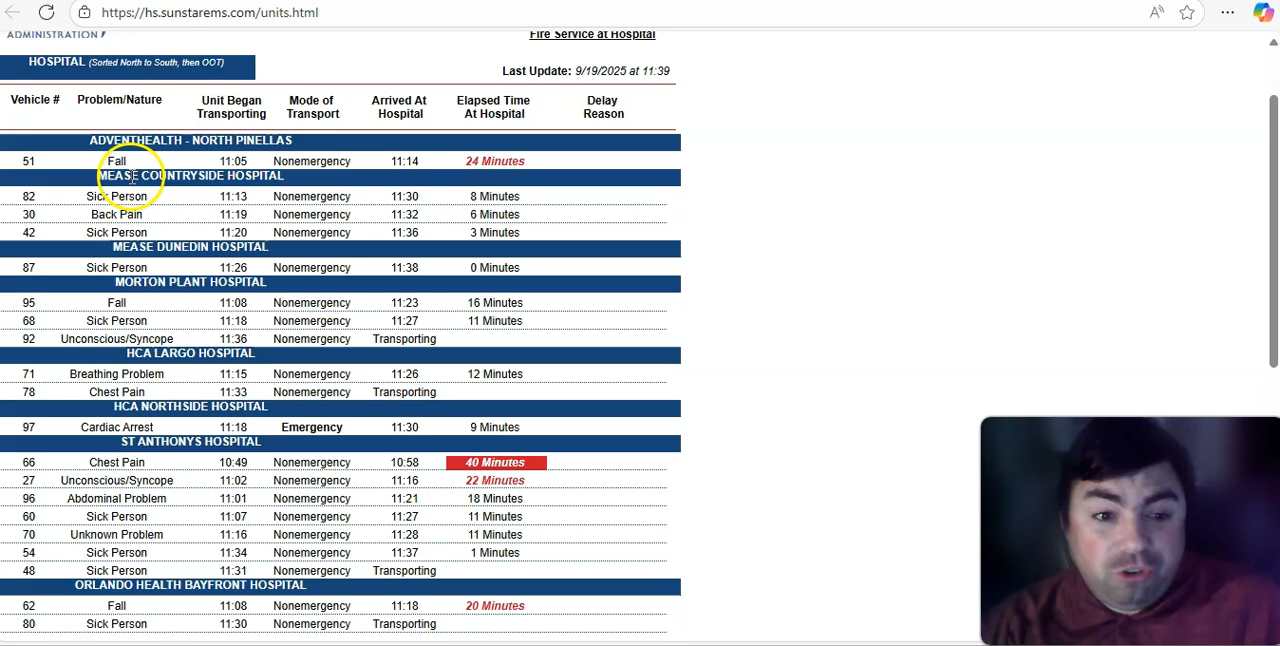 https://hs.sunstarems.com/units.html
ADMINISTRATION
Fire Service at Hospital
HOSPITAL (Sorted North to South, then OOT)
Last Update: 9/19/2025 at 11:39
Vehicle # Problem/Nature Unit Began Transporting Mode of Transport Arrived At Hospital Elapsed Time At Hospital Delay Reason
ADVENTHEALTH - NORTH PINELLAS
51 Fall 11:05 Nonemergency 11:14 24 Minutes
MEASE COUNTRYSIDE HOSPITAL
82 Sick Person 11:13 Nonemergency 11:30 8 Minutes
30 Back Pain 11:19 Nonemergency 11:32 6 Minutes
42 Sick Person 11:20 Nonemergency 11:36 3 Minutes
MEASE DUNEDIN HOSPITAL
87 Sick Person 11:26 Nonemergency 11:38 0 Minutes
MORTON PLANT HOSPITAL
95 Fall 11:08 Nonemergency 11:23 16 Minutes
68 Sick Person 11:18 Nonemergency 11:27 11 Minutes
92 Unconscious/Syncope 11:36 Nonemergency Transporting
HCA LARGO HOSPITAL
71 Breathing Problem 11:15 Nonemergency 11:26 12 Minutes
78 Chest Pain 11:33 Nonemergency Transporting
HCA NORTHSIDE HOSPITAL
97 Cardiac Arrest 11:18 Emergency 11:30 9 Minutes
ST ANTHONYS HOSPITAL
66 Chest Pain 10:49 Nonemergency 10:58 40 Minutes
27 Unconscious/Syncope 11:02 Nonemergency 11:16 22 Minutes
96 Abdominal Problem 11:01 Nonemergency 11:21 18 Minutes
60 Sick Person 11:07 Nonemergency 11:27 11 Minutes
70 Unknown Problem 11:16 Nonemergency 11:28 11 Minutes
54 Sick Person 11:34 Nonemergency 11:37 1 Minutes
48 Sick Person 11:31 Nonemergency Transporting
ORLANDO HEALTH BAYFRONT HOSPITAL
62 Fall 11:08 Nonemergency 11:18 20 Minutes
80 Sick Person 11:30 Nonemergency Transporting